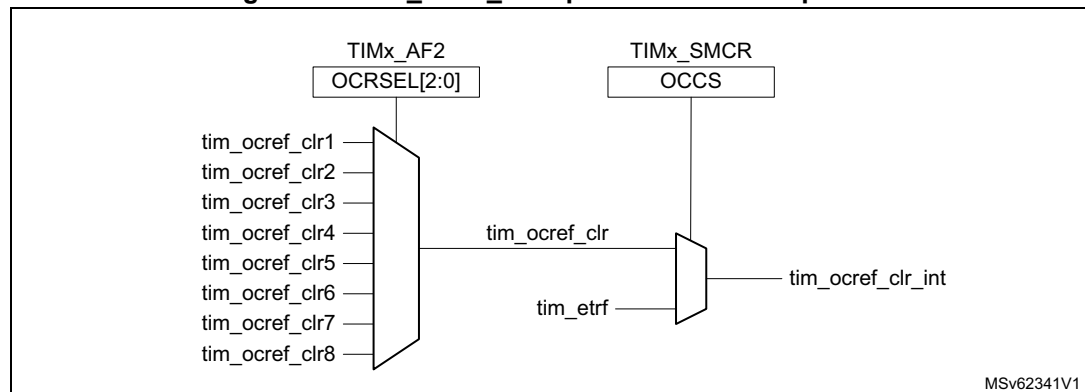 TIMx_AF2
TIMx_SMCR
OCRSEL[2:0]
OCCS
tim_ocref_clr1
tim_ocref_clr2
tim_ocref_clr3
tim_ocref_clr4
tim_ocref_clr
tim_ocref_clr5
tim_ocref_clr_int
tim_ocref_clr6
tim_etrf
tim_ocref_clr7
tim_ocref_clr8
MSv62341V1